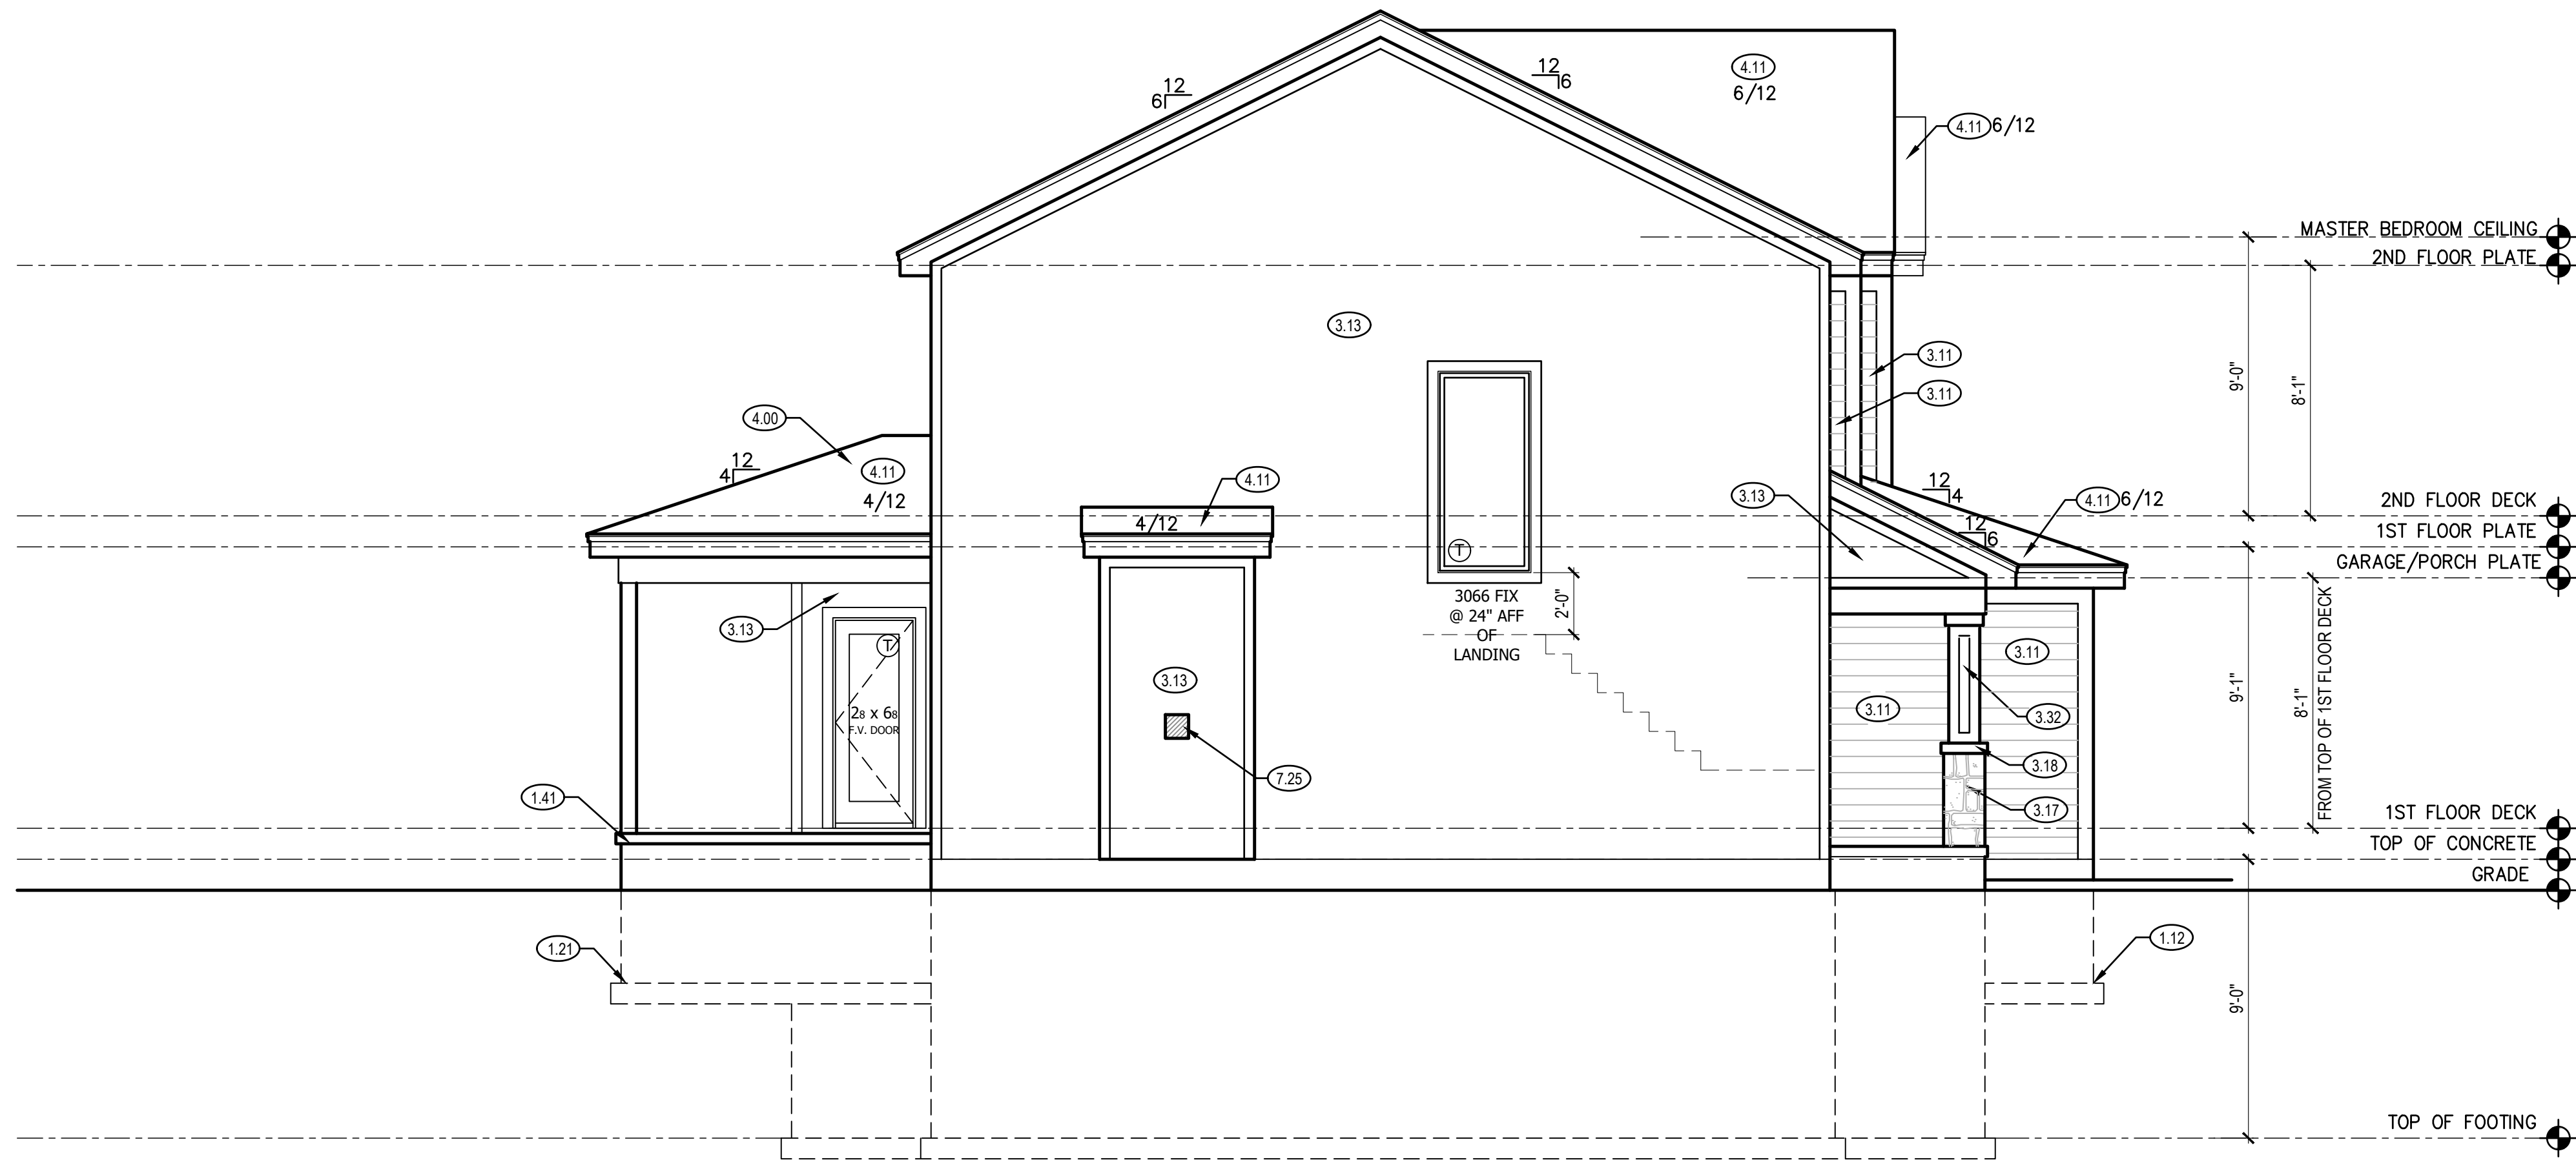 12
6
12
6
4.11
6/12
4.11 6/12
MASTER BEDROOM CEILING
2ND FLOOR PLATE
3.13
3.11
3.11
9'-0"
8'-1"
4.00
12
4
4.11
4/12
4.11
4/12
3.13
12
4
12
6
4.11 6/12
2ND FLOOR DECK
1ST FLOOR PLATE
GARAGE/PORCH PLATE
T
3066 FIX
@ 24" AFF
OF
LANDING
2'-0"
3.13
T
28 x 68
F.V. DOOR
3.13
7.25
3.11
3.11
3.32
3.18
3.17
9'-1"
8'-1"
FROM TOP OF 1ST FLOOR DECK
1.41
1ST FLOOR DECK
TOP OF CONCRETE
GRADE
1.21
1.12
9'-0"
TOP OF FOOTING